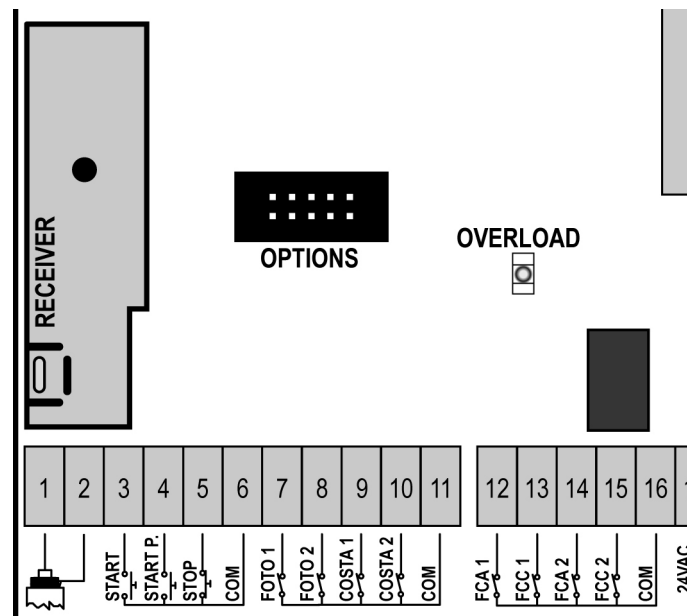 RECEIVER
OPTIONS
OVERLOAD
1 2 3 4 5 6 7 8 9 10 11 12 13 14 15 16
START
START P.
STOP
COM
FOTO 1
FOTO 2
COSTA 1
COSTA 2
COM
FCA 1
FCC 1
FCA 2
FCC 2
COM
24VAC